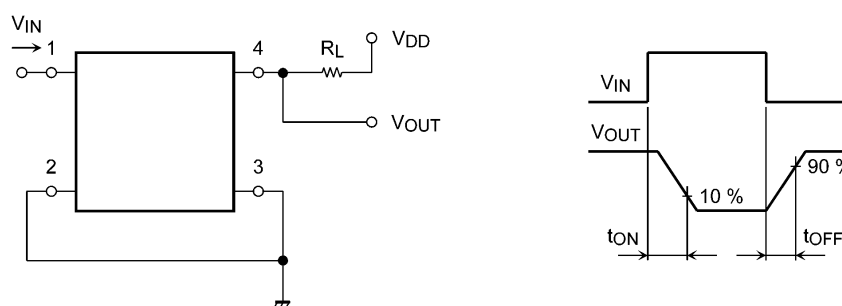 VIN
1
4
RL
VDD
VOUT
2
3
VIN
VOUT
10 %
90 %
tON
tOFF